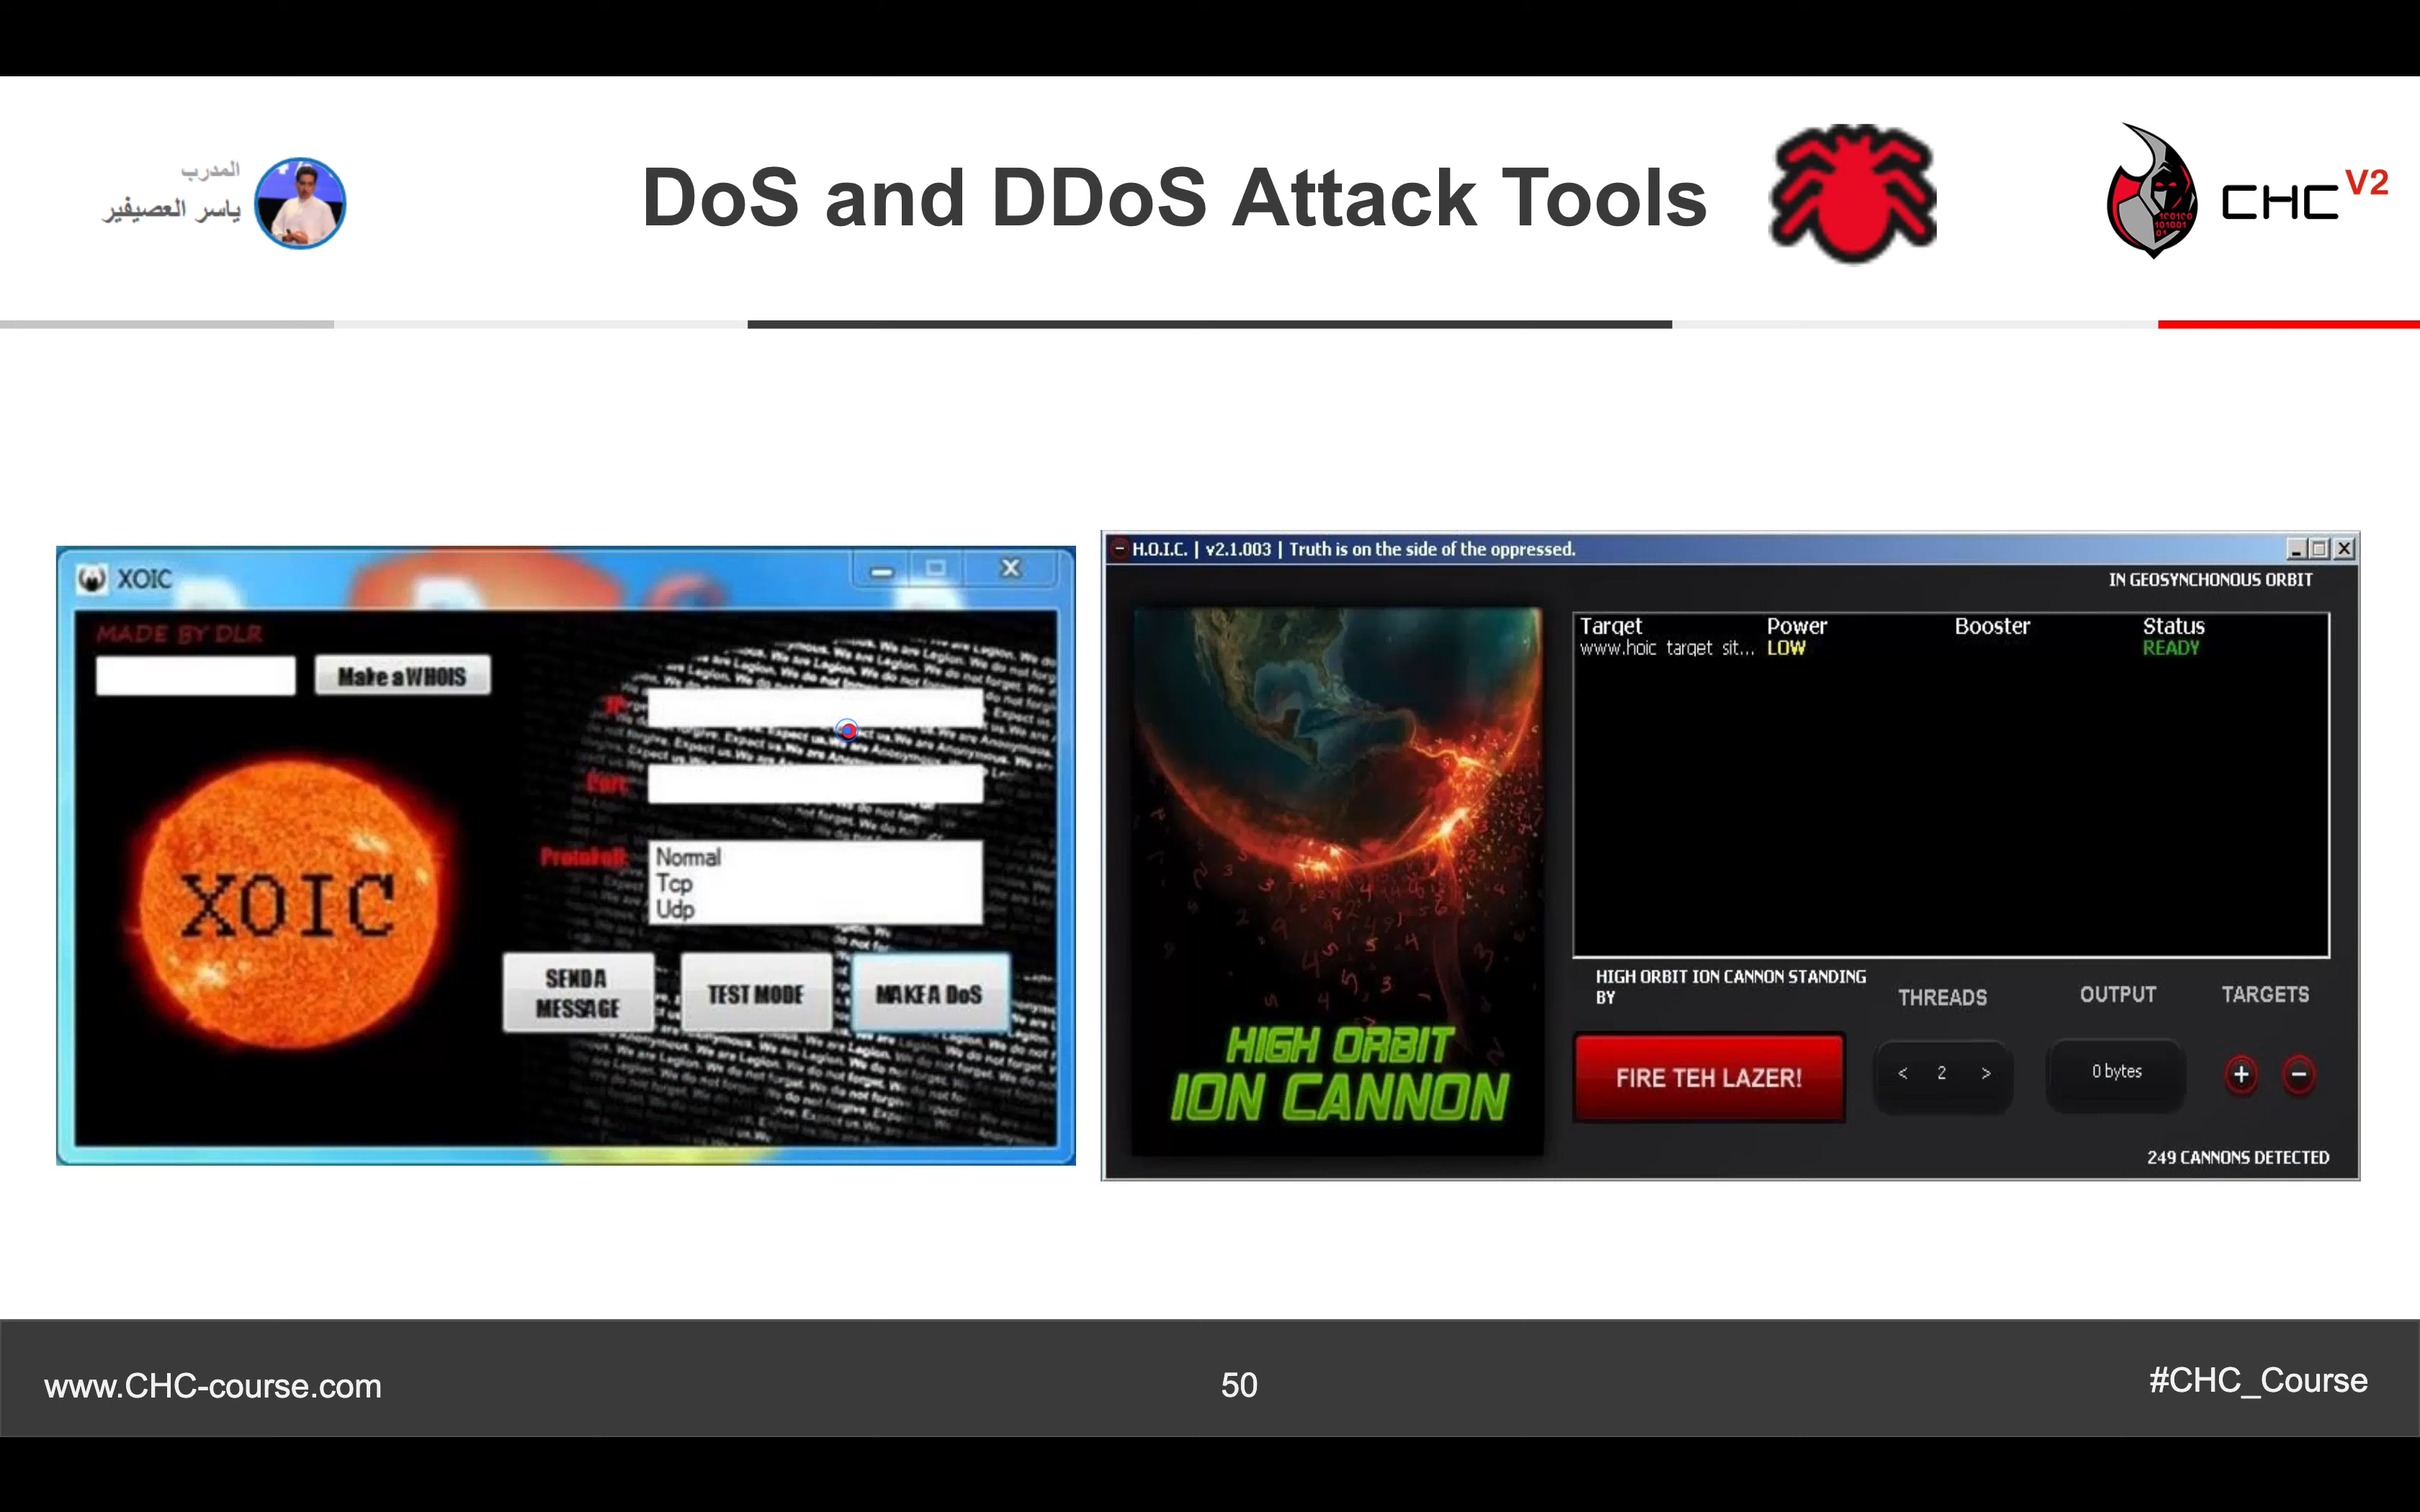 المدرب
ياسر العصيفير
DoS and DDoS Attack Tools
CHC V2
XOIC
MADE BY DLR
Make a WHOIS
IP:
Port:
Protokoll:
Normal
Tcp
Udp
XOIC
SEND A
MESSAGE
TEST MODE
MAKE A DoS
H.O.I.C. | v2.1.003 | Truth is on the side of the oppressed.
IN GEOSYNCHONOUS ORBIT
Target Power Booster Status
www.hoic target sit... LOW READY
HIGH ORBIT
ION CANNON
HIGH ORBIT ION CANNON STANDING
BY
THREADS
OUTPUT
TARGETS
FIRE TEH LAZER!
< 2 >
0 bytes
+ −
249 CANNONS DETECTED
www.CHC-course.com
50
#CHC_Course